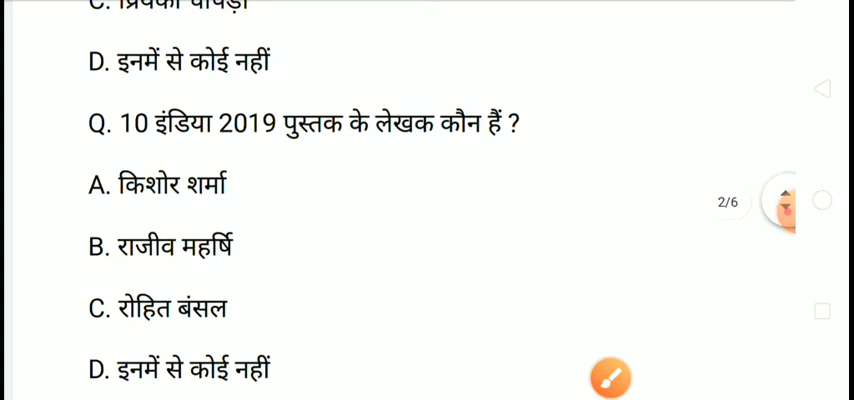 D. इनमें से कोई नहीं
Q. 10 इंडिया 2019 पुस्तक के लेखक कौन हैं ?
A. किशोर शर्मा
2/6
B. राजीव महर्षि
C. रोहित बंसल
D. इनमें से कोई नहीं